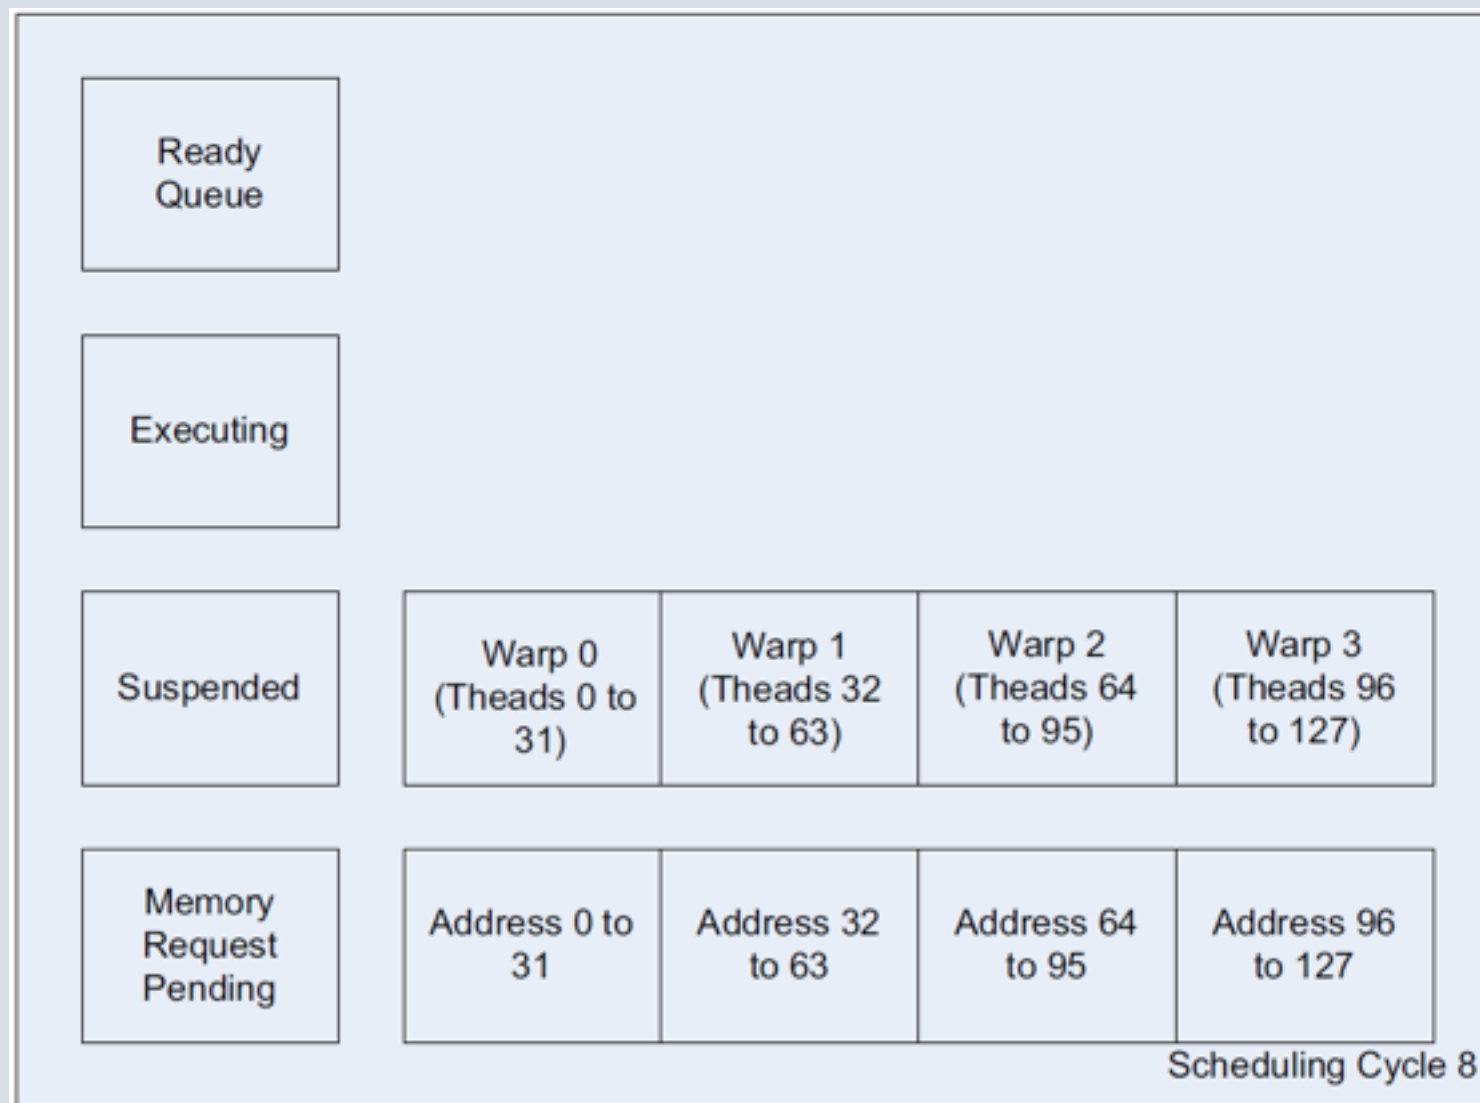 Ready
Queue
Executing
Suspended
Warp 0
(Theads 0 to
31)
Warp 1
(Theads 32
to 63)
Warp 2
(Theads 64
to 95)
Warp 3
(Theads 96
to 127)
Memory
Request
Pending
Address 0 to
31
Address 32
to 63
Address 64
to 95
Address 96
to 127
Scheduling Cycle 8